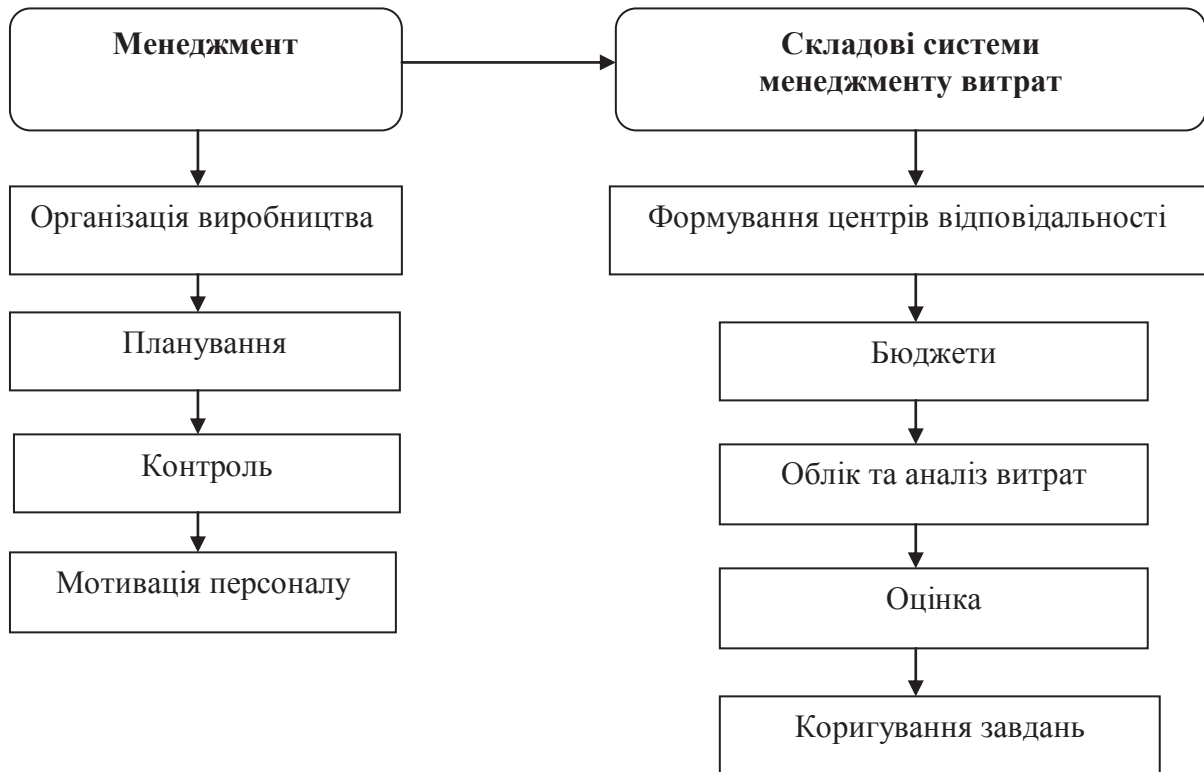 Менеджмент
Організація виробництва
Планування
Контроль
Мотивація персоналу
Складові системи
менеджменту витрат
Формування центрів відповідальності
Бюджети
Облік та аналіз витрат
Оцінка
Коригування завдань